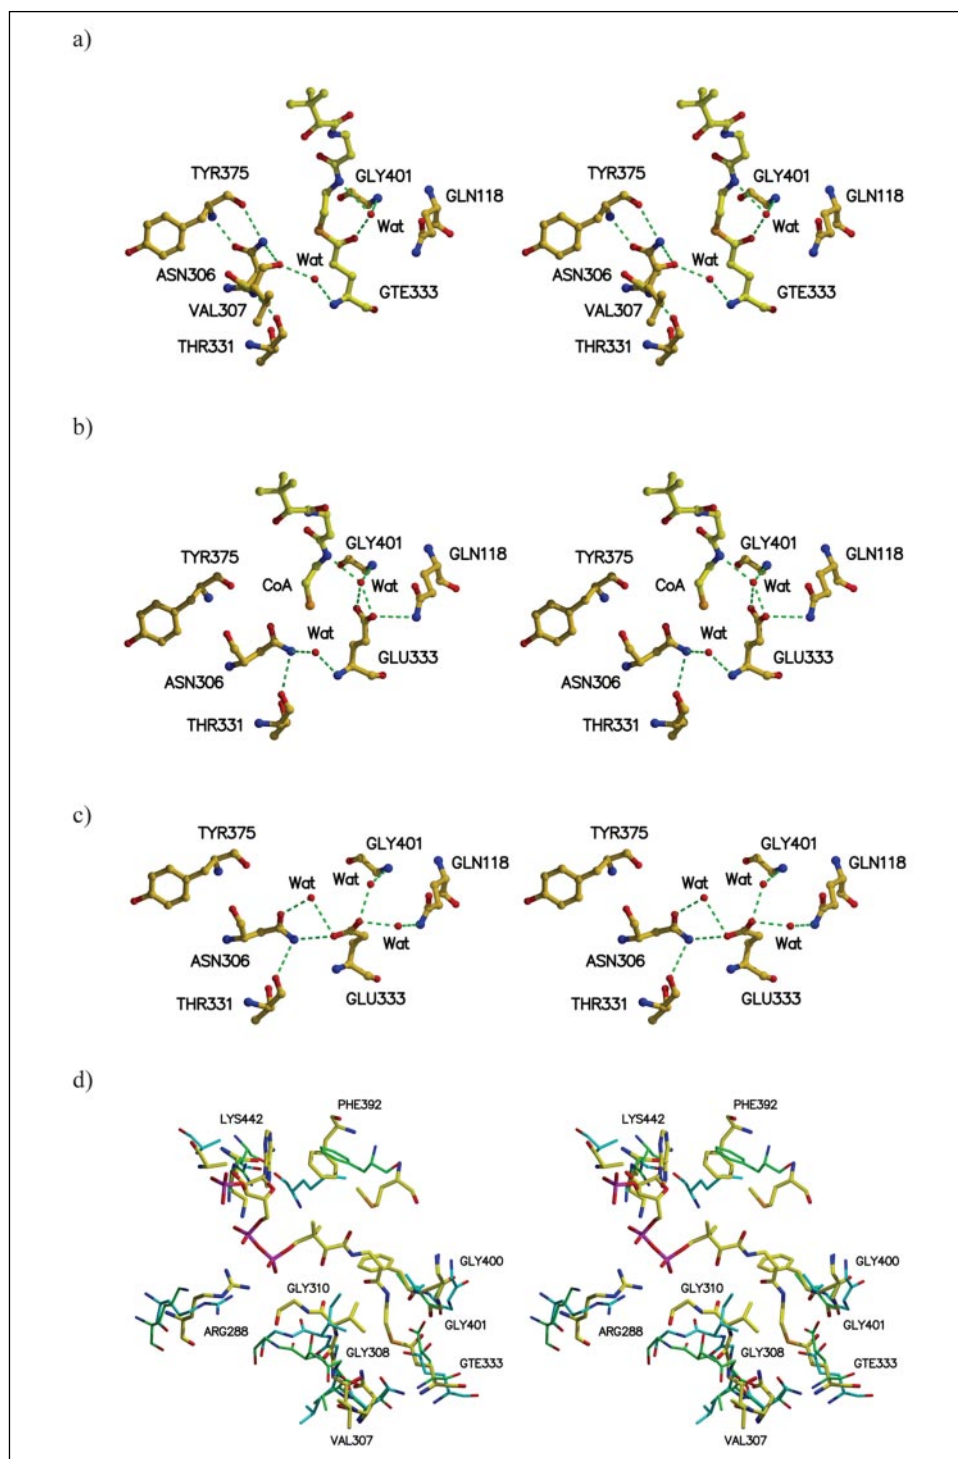 a)
TYR375 GLY401 GLN118 TYR375 GLY401 GLN118
Wat Wat
ASN306 Wat ASN306 Wat
VAL307 GTE333 VAL307 GTE333
THR331 THR331
b)
TYR375 GLY401 GLN118 TYR375 GLY401 GLN118
CoA Wat CoA Wat
Wat Wat
ASN306 GLU333 ASN306 GLU333
THR331 THR331
c)
TYR375 GLY401 GLN118 TYR375 GLY401 GLN118
Wat Wat Wat Wat
ASN306 Wat ASN306 Wat
THR331 GLU333 THR331 GLU333
d)
LYS442 PHE392 LYS442 PHE392
GLY400 GLY400
GLY310 GLY310
ARG288 GLY401 ARG288 GLY401
GLY308 GTE333 GLY308 GTE333
VAL307 VAL307